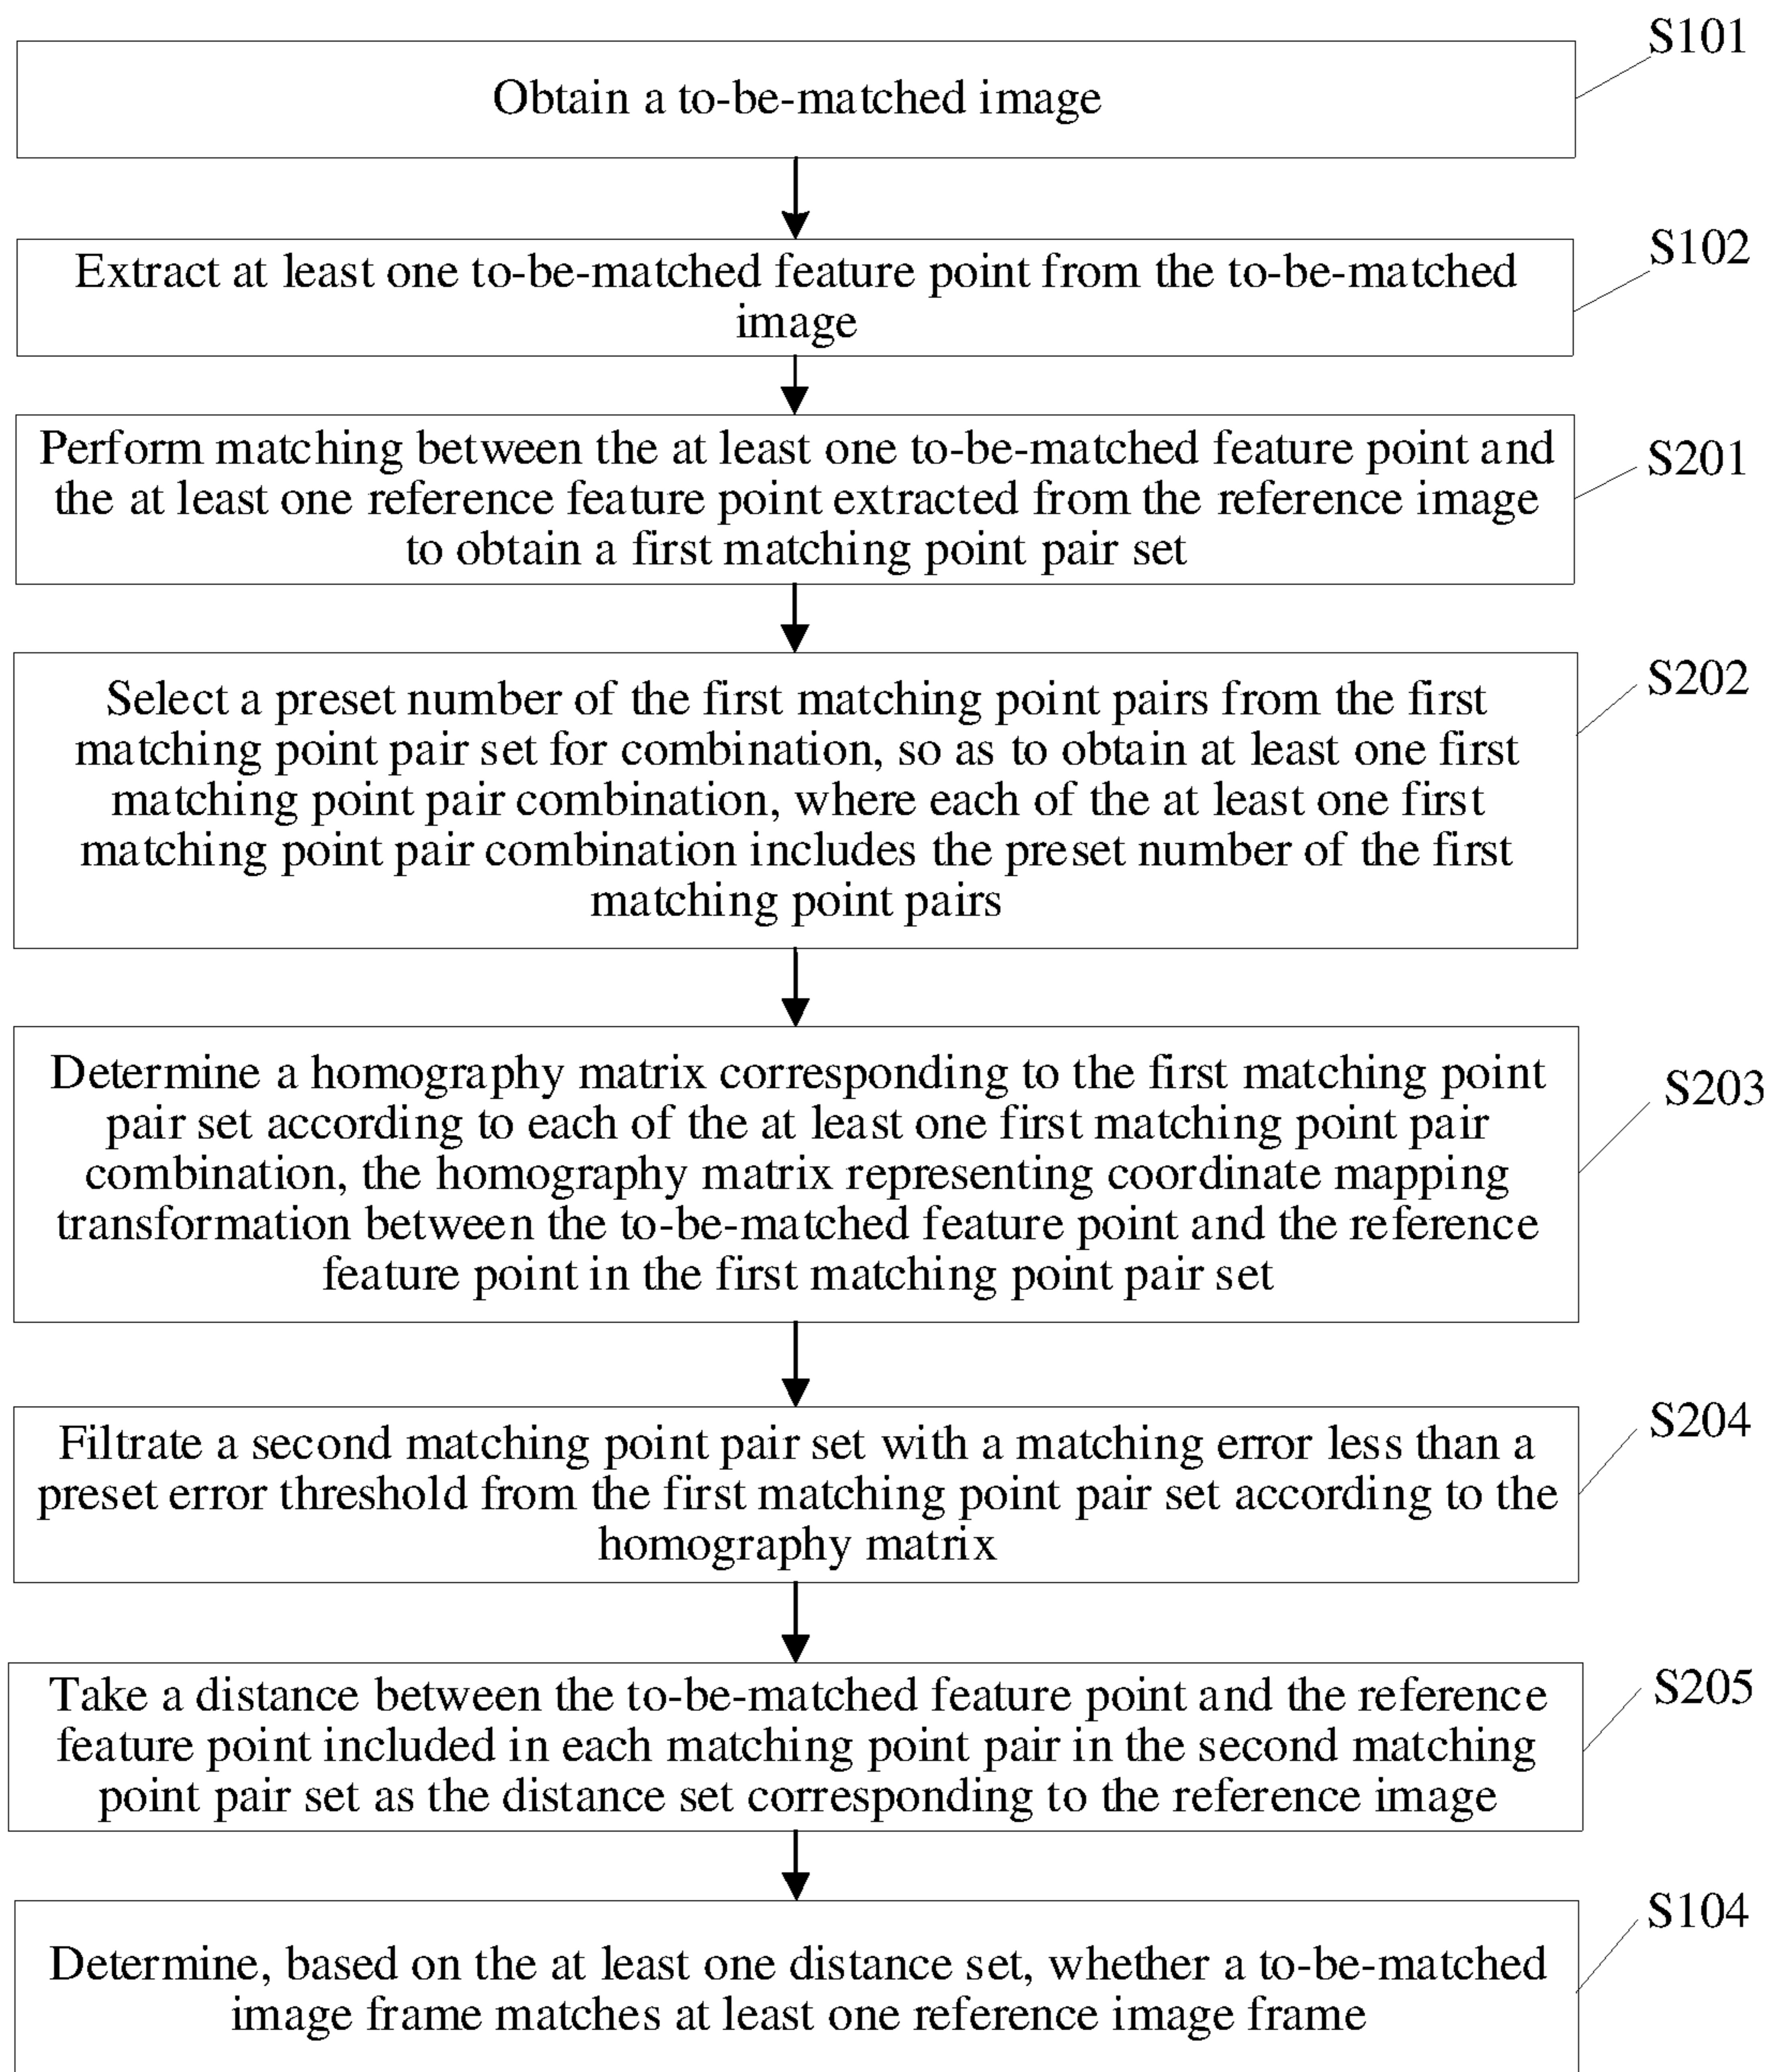 S101
Obtain a to-be-matched image
S102
Extract at least one to-be-matched feature point from the to-be-matched
image
S201
Perform matching between the at least one to-be-matched feature point and
the at least one reference feature point extracted from the reference image
to obtain a first matching point pair set
S202
Select a preset number of the first matching point pairs from the first
matching point pair set for combination, so as to obtain at least one first
matching point pair combination, where each of the at least one first
matching point pair combination includes the preset number of the first
matching point pairs
S203
Determine a homography matrix corresponding to the first matching point
pair set according to each of the at least one first matching point pair
combination, the homography matrix representing coordinate mapping
transformation between the to-be-matched feature point and the reference
feature point in the first matching point pair set
S204
Filtrate a second matching point pair set with a matching error less than a
preset error threshold from the first matching point pair set according to the
homography matrix
S205
Take a distance between the to-be-matched feature point and the reference
feature point included in each matching point pair in the second matching
point pair set as the distance set corresponding to the reference image
S104
Determine, based on the at least one distance set, whether a to-be-matched
image frame matches at least one reference image frame